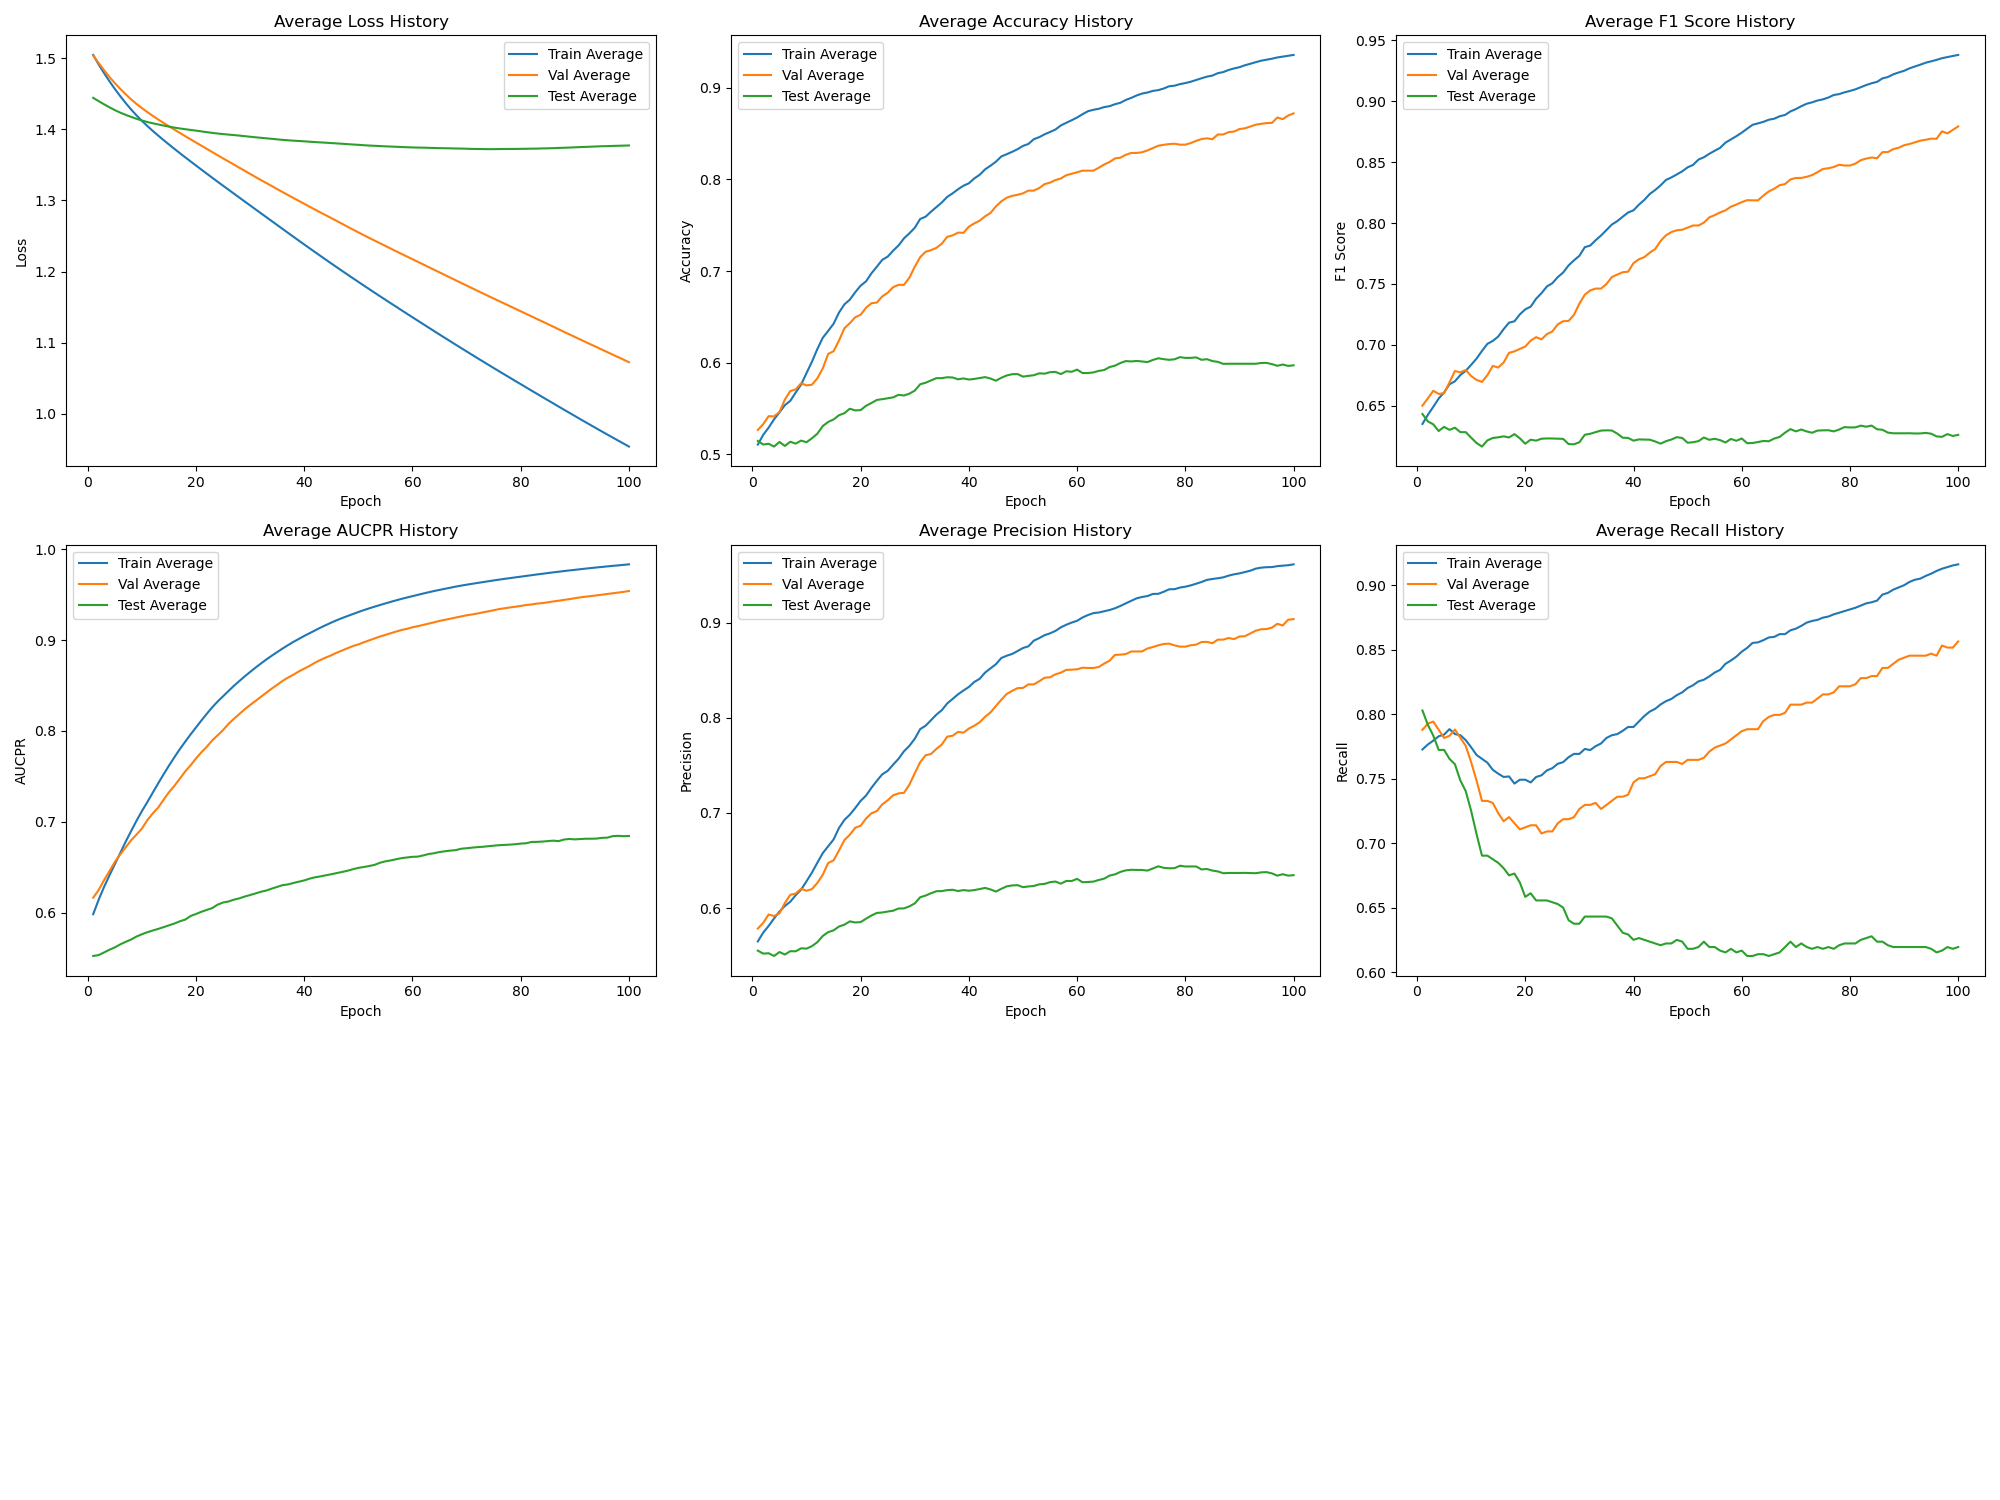 Average Loss History
Train Average
Val Average
Test Average
1.5
1.4
1.3
1.2
1.1
1.0
Loss
0 20 40 60 80 100
Epoch
Average Accuracy History
Train Average
Val Average
Test Average
0.9
0.8
0.7
0.6
0.5
Accuracy
0 20 40 60 80 100
Epoch
Average F1 Score History
Train Average
Val Average
Test Average
0.95
0.90
0.85
0.80
0.75
0.70
0.65
F1 Score
0 20 40 60 80 100
Epoch
Average AUCPR History
Train Average
Val Average
Test Average
1.0
0.9
0.8
0.7
0.6
AUCPR
0 20 40 60 80 100
Epoch
Average Precision History
Train Average
Val Average
Test Average
0.9
0.8
0.7
0.6
Precision
0 20 40 60 80 100
Epoch
Average Recall History
Train Average
Val Average
Test Average
0.90
0.85
0.80
0.75
0.70
0.65
0.60
Recall
0 20 40 60 80 100
Epoch